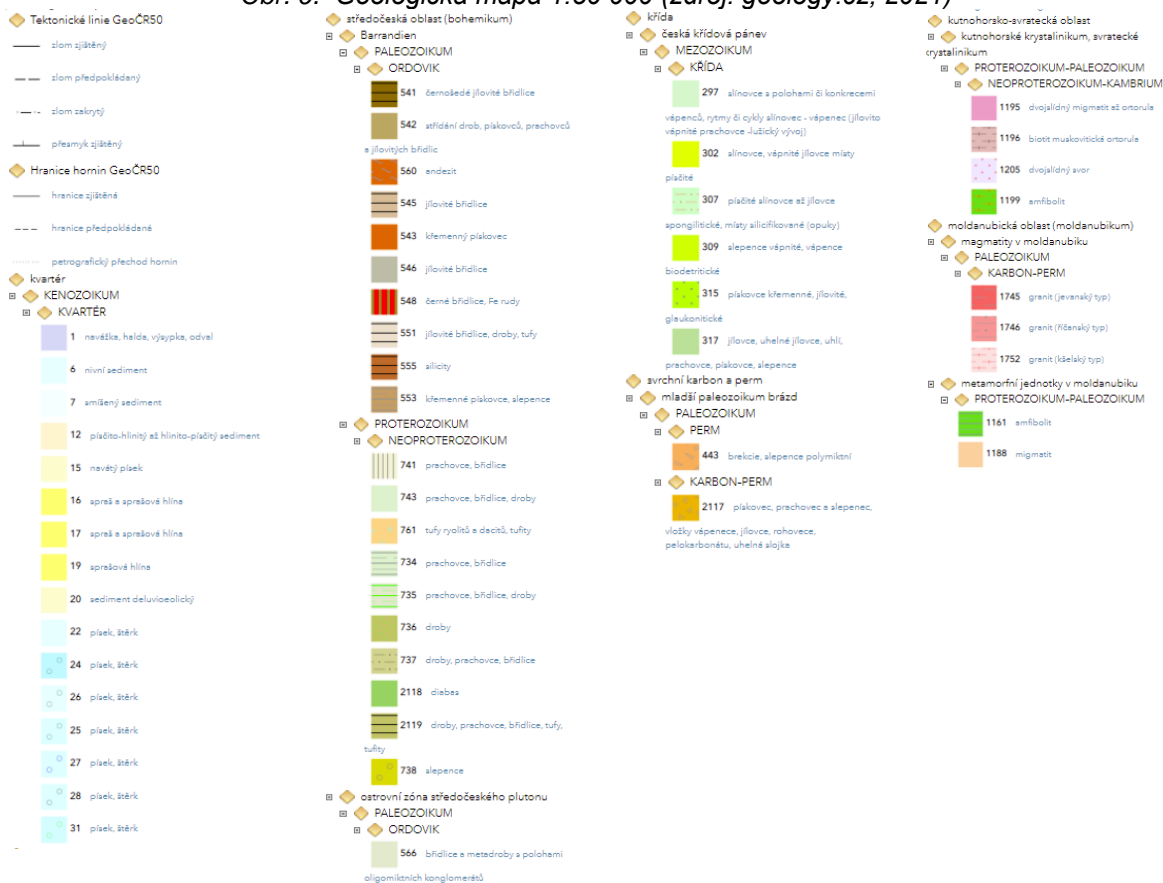 Obr. 3: Geologická mapa 1:50 000 (zdroj: geology.cz, 2021)
Tektonické linie GeoČR50
zlom zjištěný
zlom předpokládaný
zlom zakrytý
přesmyk zjištěný
Hranice hornin GeoČR50
hranice zjištěná
hranice předpokládaná
petrografický přechod hornin
kvartér
KENOZOIKUM
KVARTÉR
1 navážka, halda, výsypka, odval
6 nivní sediment
7 smíšený sediment
12 písčito-hlinitý až hlinito-písčitý sediment
15 navátý písek
16 spraš a sprašová hlína
17 spraš a sprašová hlína
19 sprašová hlína
20 sediment deluvioeolický
22 písek, štěrk
24 písek, štěrk
26 písek, štěrk
25 písek, štěrk
27 písek, štěrk
28 písek, štěrk
31 písek, štěrk
středočeská oblast (bohemikum)
Barrandien
PALEOZOIKUM
ORDOVIK
541 černošedé jílovité břidlice
542 střídání drob, pískovců, prachovců
a jílovitých břidlic
560 andezit
545 jílovité břidlice
543 křemenný pískovec
546 jílovité břidlice
548 černé břidlice, Fe rudy
551 jílovité břidlice, droby, tufy
555 silicity
553 křemenné pískovce, slepence
PROTEROZOIKUM
NEOPROTEROZOIKUM
741 prachovce, břidlice
743 prachovce, břidlice, droby
761 tufy ryolitů a dacitů, tufity
734 prachovce, břidlice
735 prachovce, břidlice, droby
736 droby
737 droby, prachovce, břidlice
2118 diabas
2119 droby, prachovce, břidlice, tufy,
tufity
738 slepence
ostrovní zóna středočeského plutonu
PALEOZOIKUM
ORDOVIK
566 břidlice a metadroby s polohami
oligomiktních konglomerátů
křída
česká křídová pánev
MEZOZOIKUM
KŘÍDA
297 slínovce s polohami či konkrecemi
vápenců, rytmy či cykly slínovec - vápenec (jílovito
vápnité prachovce -lužický vývoj)
302 slínovce, vápnité jílovce místy
písčité
307 písčité slínovce až jílovce
spongilitické, místy silicifikované (opuky)
309 slepence vápnité, vápence
biodetritické
315 pískovce křemenné, jílovité,
glaukonitické
317 jílovce, uhelné jílovce, uhlí,
prachovce, pískovce, slepence
svrchní karbon a perm
mladší paleozoikum brázd
PALEOZOIKUM
PERM
443 brekcie, slepence polymiktní
KARBON-PERM
2117 pískovec, prachovec a slepenec,
vložky vápenece, jílovce, rohovece,
pelokarbonátu, uhelná slojka
kutnohorsko-svratecká oblast
kutnohorské krystalinikum, svratecké
krystalinikum
PROTEROZOIKUM-PALEOZOIKUM
NEOPROTEROZOIKUM-KAMBRIUM
1195 dvojslídný migmatit až ortorula
1196 biotit muskovitická ortorula
1205 dvojslídný svor
1199 amfibolit
moldanubická oblast (moldanubikum)
magmatity v moldanubiku
PALEOZOIKUM
KARBON-PERM
1745 granit (jevanský typ)
1746 granit (říčanský typ)
1752 granit (kšelský typ)
metamorfní jednotky v moldanubiku
PROTEROZOIKUM-PALEOZOIKUM
1161 amfibolit
1188 migmatit